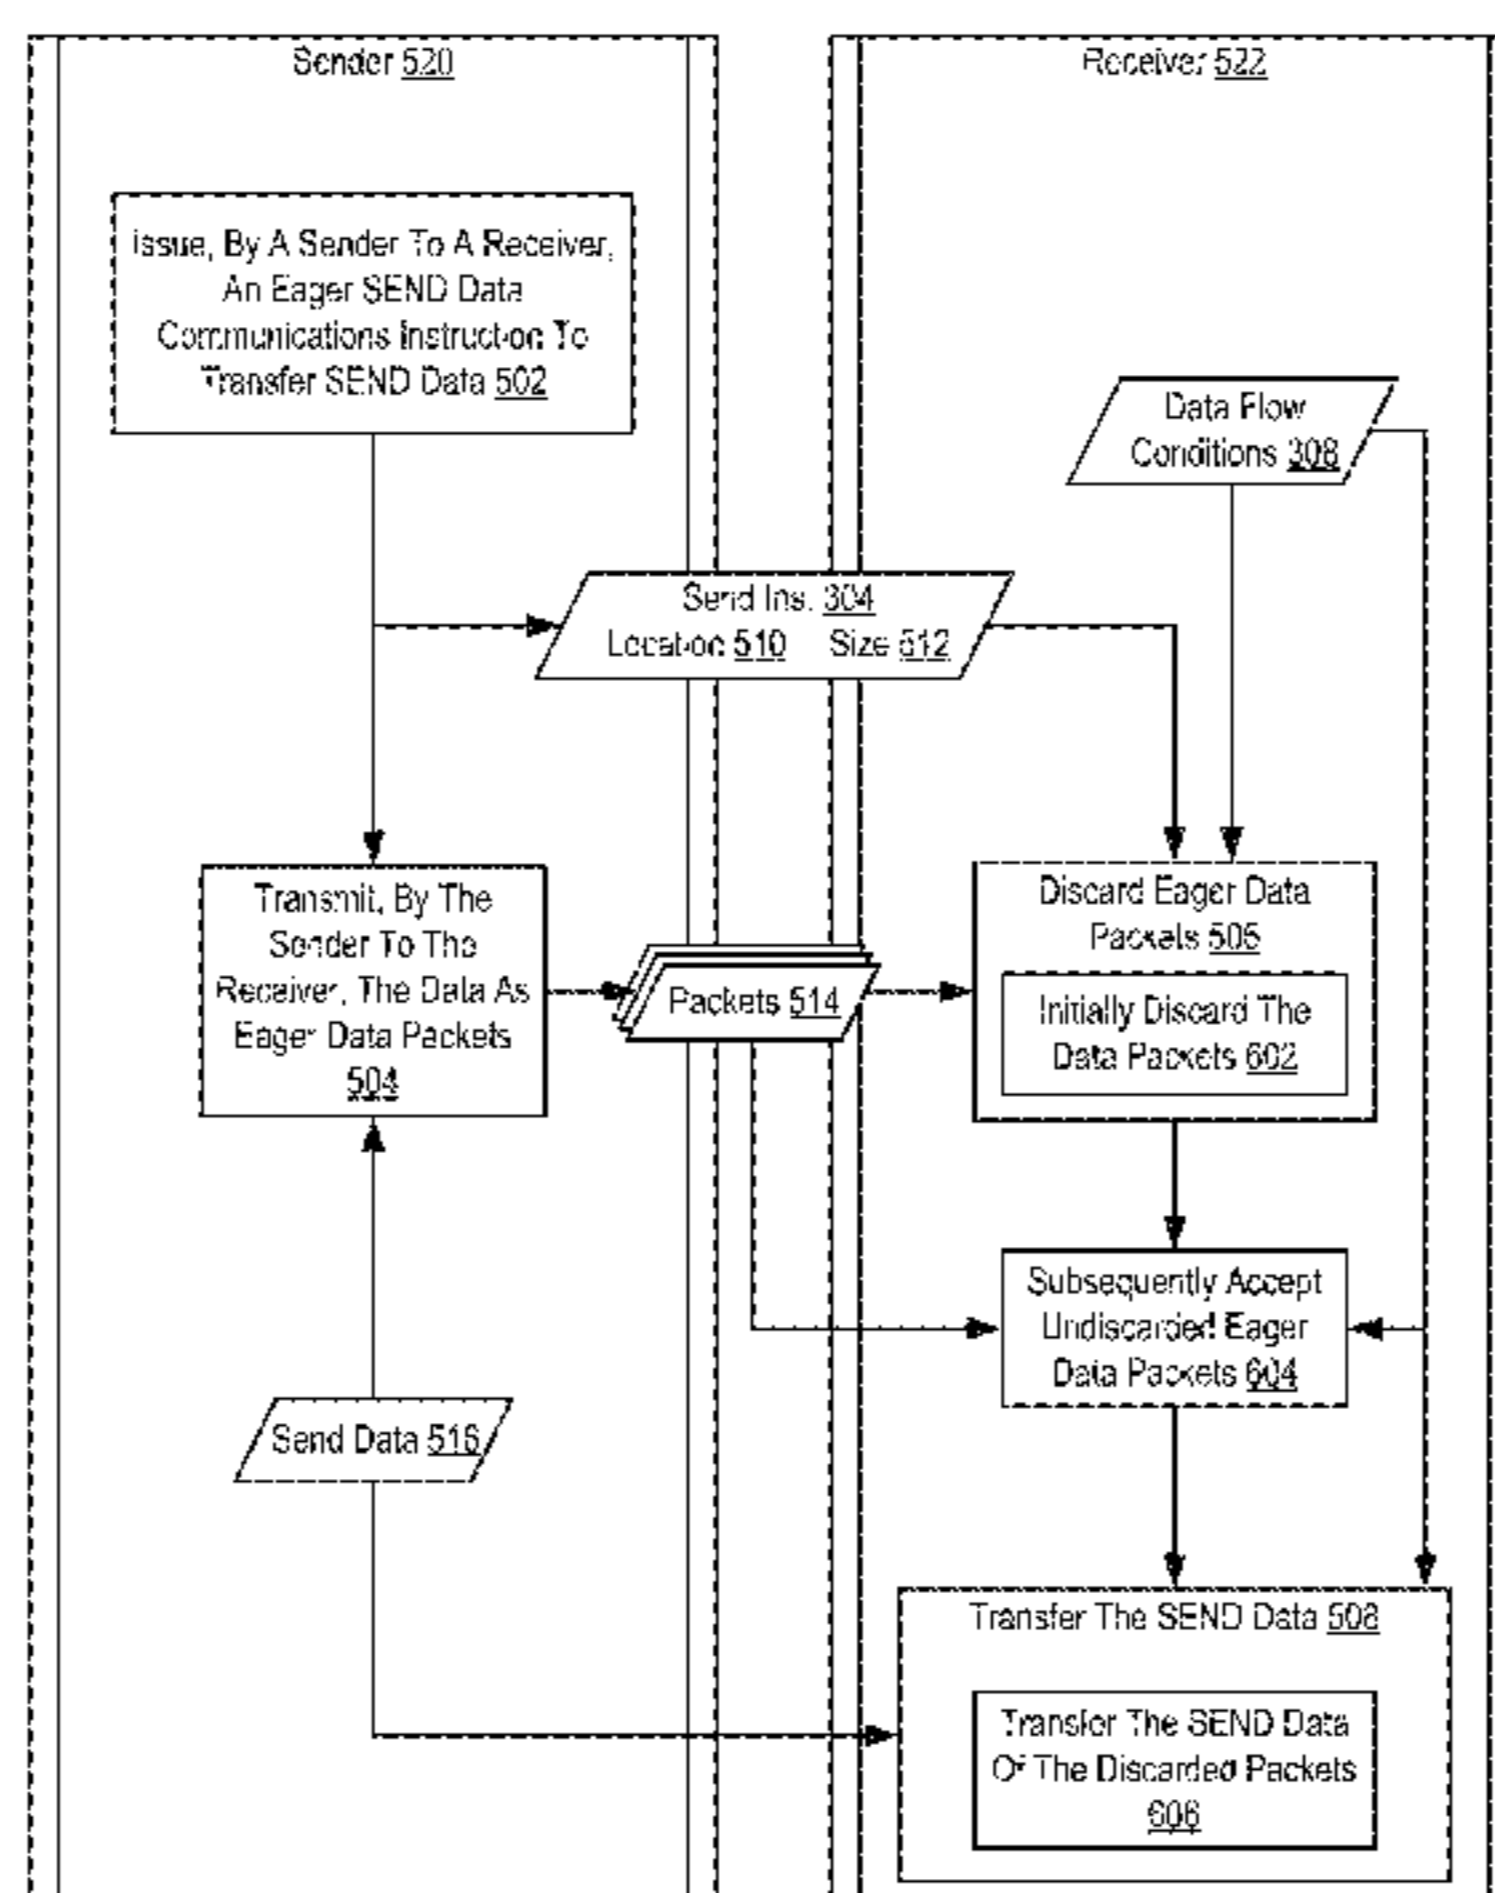 Sender 520
Receiver 522
Issue, By A Sender To A Receiver,
An Eager SEND Data
Communications Instruction To
Transfer SEND Data 502
Data Flow
Conditions 308
Send Ins. 304
Location 510 Size 512
Transmit, By The
Sender To The
Receiver, The Data As
Eager Data Packets
504
Packets 514
Discard Eager Data
Packets 506
Initially Discard The
Data Packets 602
Subsequently Accept
Undiscarded Eager
Data Packets 604
Send Data 516
Transfer The SEND Data 508
Transfer The SEND Data
Of The Discarded Packets
606